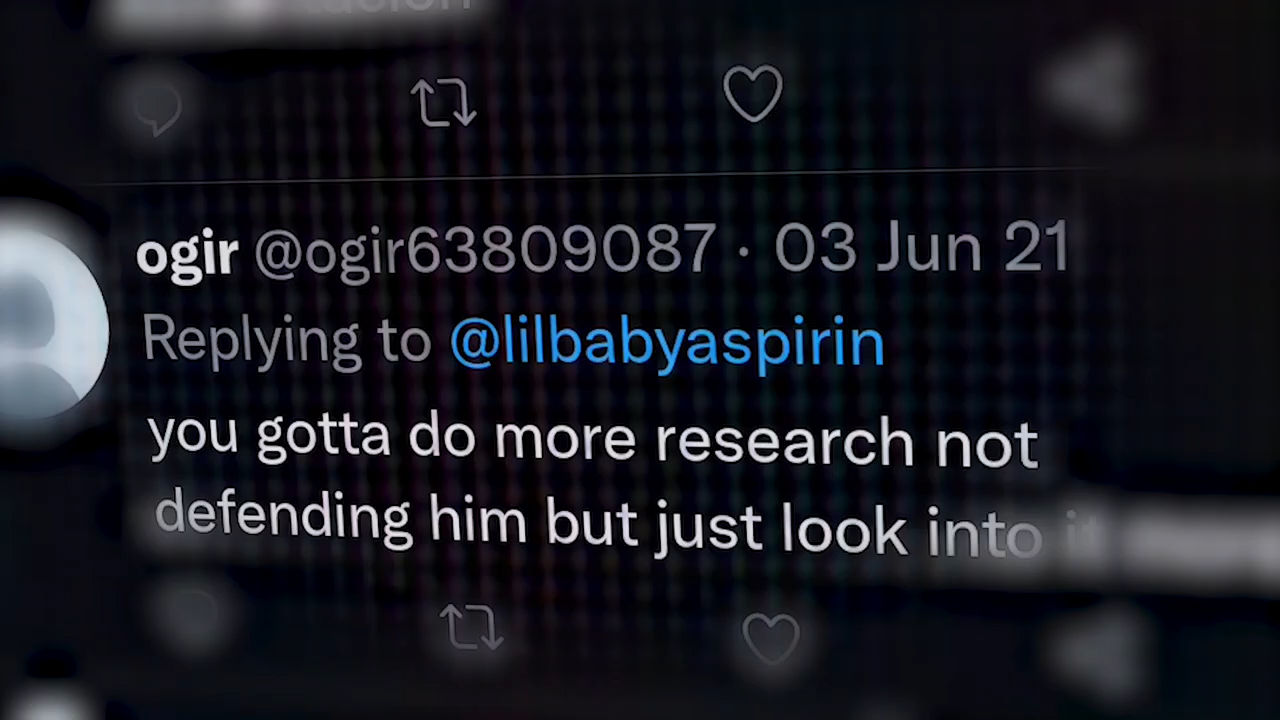 ogir @ogir63809087 · 03 Jun 21
Replying to @lilbabyaspirin
you gotta do more research not
defending him but just look into it